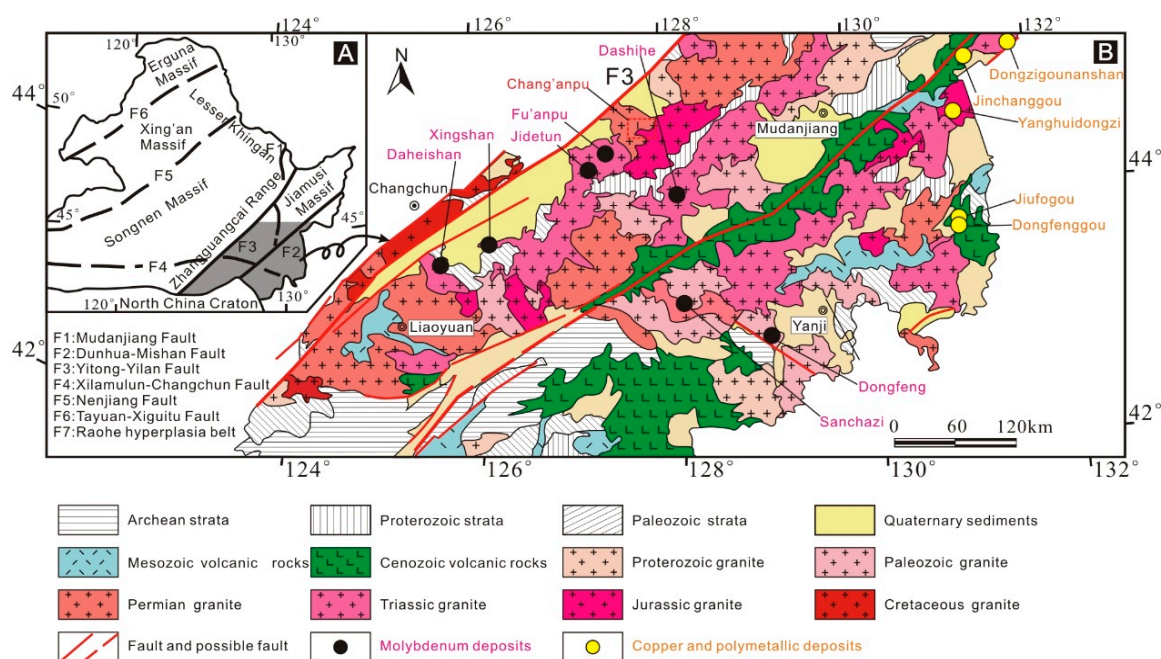 124°
126°
128°
130°
132°
120°
130°
A
Erguna
Massif
50°
F6
Xing'an
Massif
Lesser Khingan
F5
F1
Songnen Massif
45°
Zhangguangcai Range
Jiamusi
Massif
45°
F3
F2
F4
120°
North China Craton
130°
44°
42°
N
B
Dashihe
F3
Chang'anpu
Fu'anpu
Jidetun
Xingshan
Daheishan
Changchun
Mudanjiang
Dongzigounanshan
Jinchanggou
Yanghuidongzi
44°
Jiufogou
Dongfenggou
Liaoyuan
Yanji
Dongfeng
Sanchazi
42°
0 60 120km
F1:Mudanjiang Fault
F2:Dunhua-Mishan Fault
F3:Yitong-Yilan Fault
F4:Xilamulun-Changchun Fault
F5:Nenjiang Fault
F6:Tayuan-Xiguitu Fault
F7:Raohe hyperplasia belt
124°
126°
128°
130°
132°
Archean strata
Proterozoic strata
Paleozoic strata
Quaternary sediments
Mesozoic volcanic rocks
Cenozoic volcanic rocks
Proterozoic granite
Paleozoic granite
Permian granite
Triassic granite
Jurassic granite
Cretaceous granite
Fault and possible fault
Molybdenum deposits
Copper and polymetallic deposits